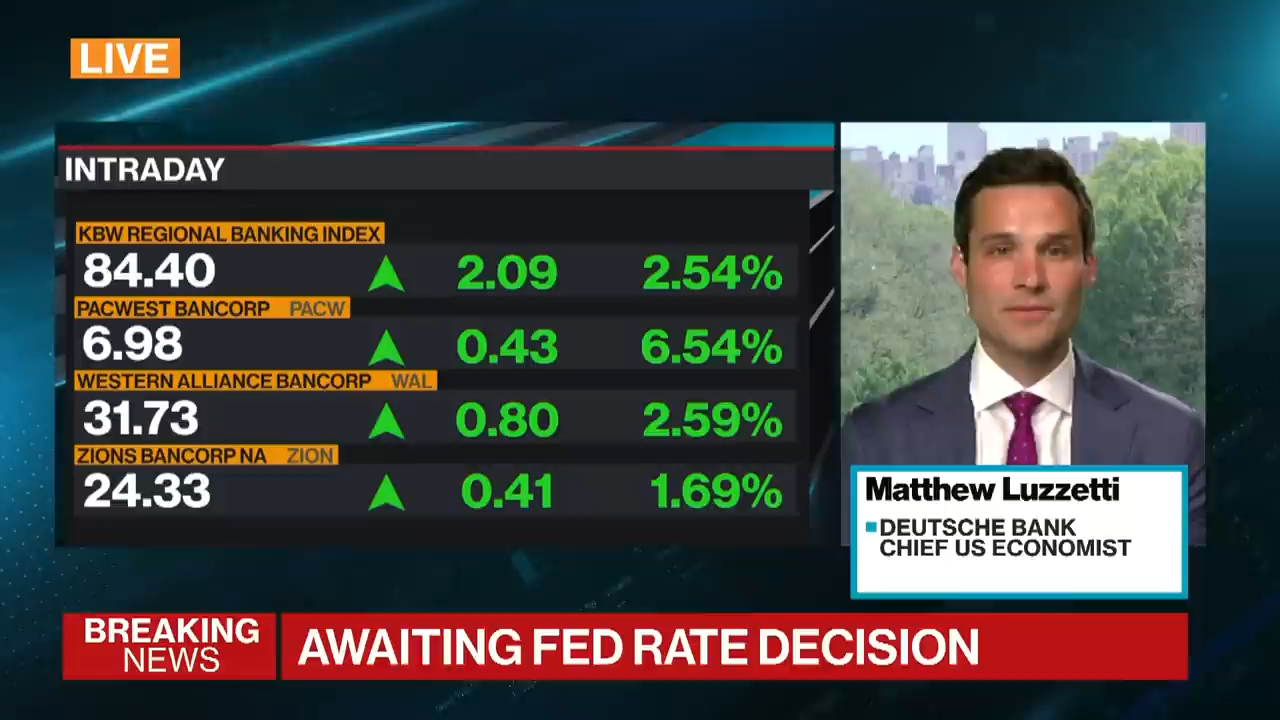 LIVE
INTRADAY
KBW REGIONAL BANKING INDEX
84.40 2.09 2.54%
PACWEST BANCORP PACW
6.98 0.43 6.54%
WESTERN ALLIANCE BANCORP WAL
31.73 0.80 2.59%
ZIONS BANCORP NA ZION
24.33 0.41 1.69%
Matthew Luzzetti
DEUTSCHE BANK
CHIEF US ECONOMIST
BREAKING
NEWS
AWAITING FED RATE DECISION